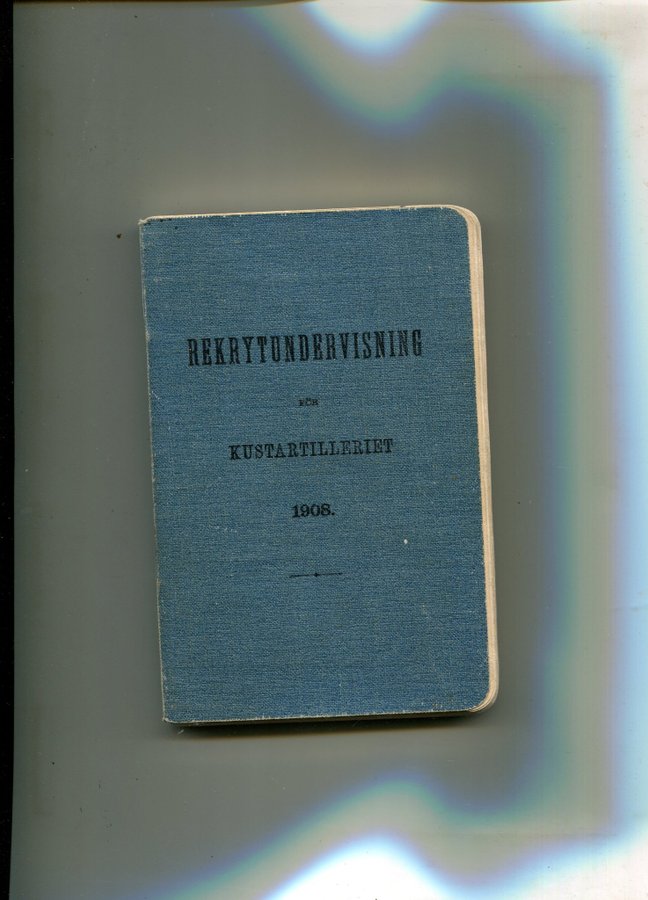 REKRYTUNDERVISNING
FÖR
KUSTARTILLERIET
1908.